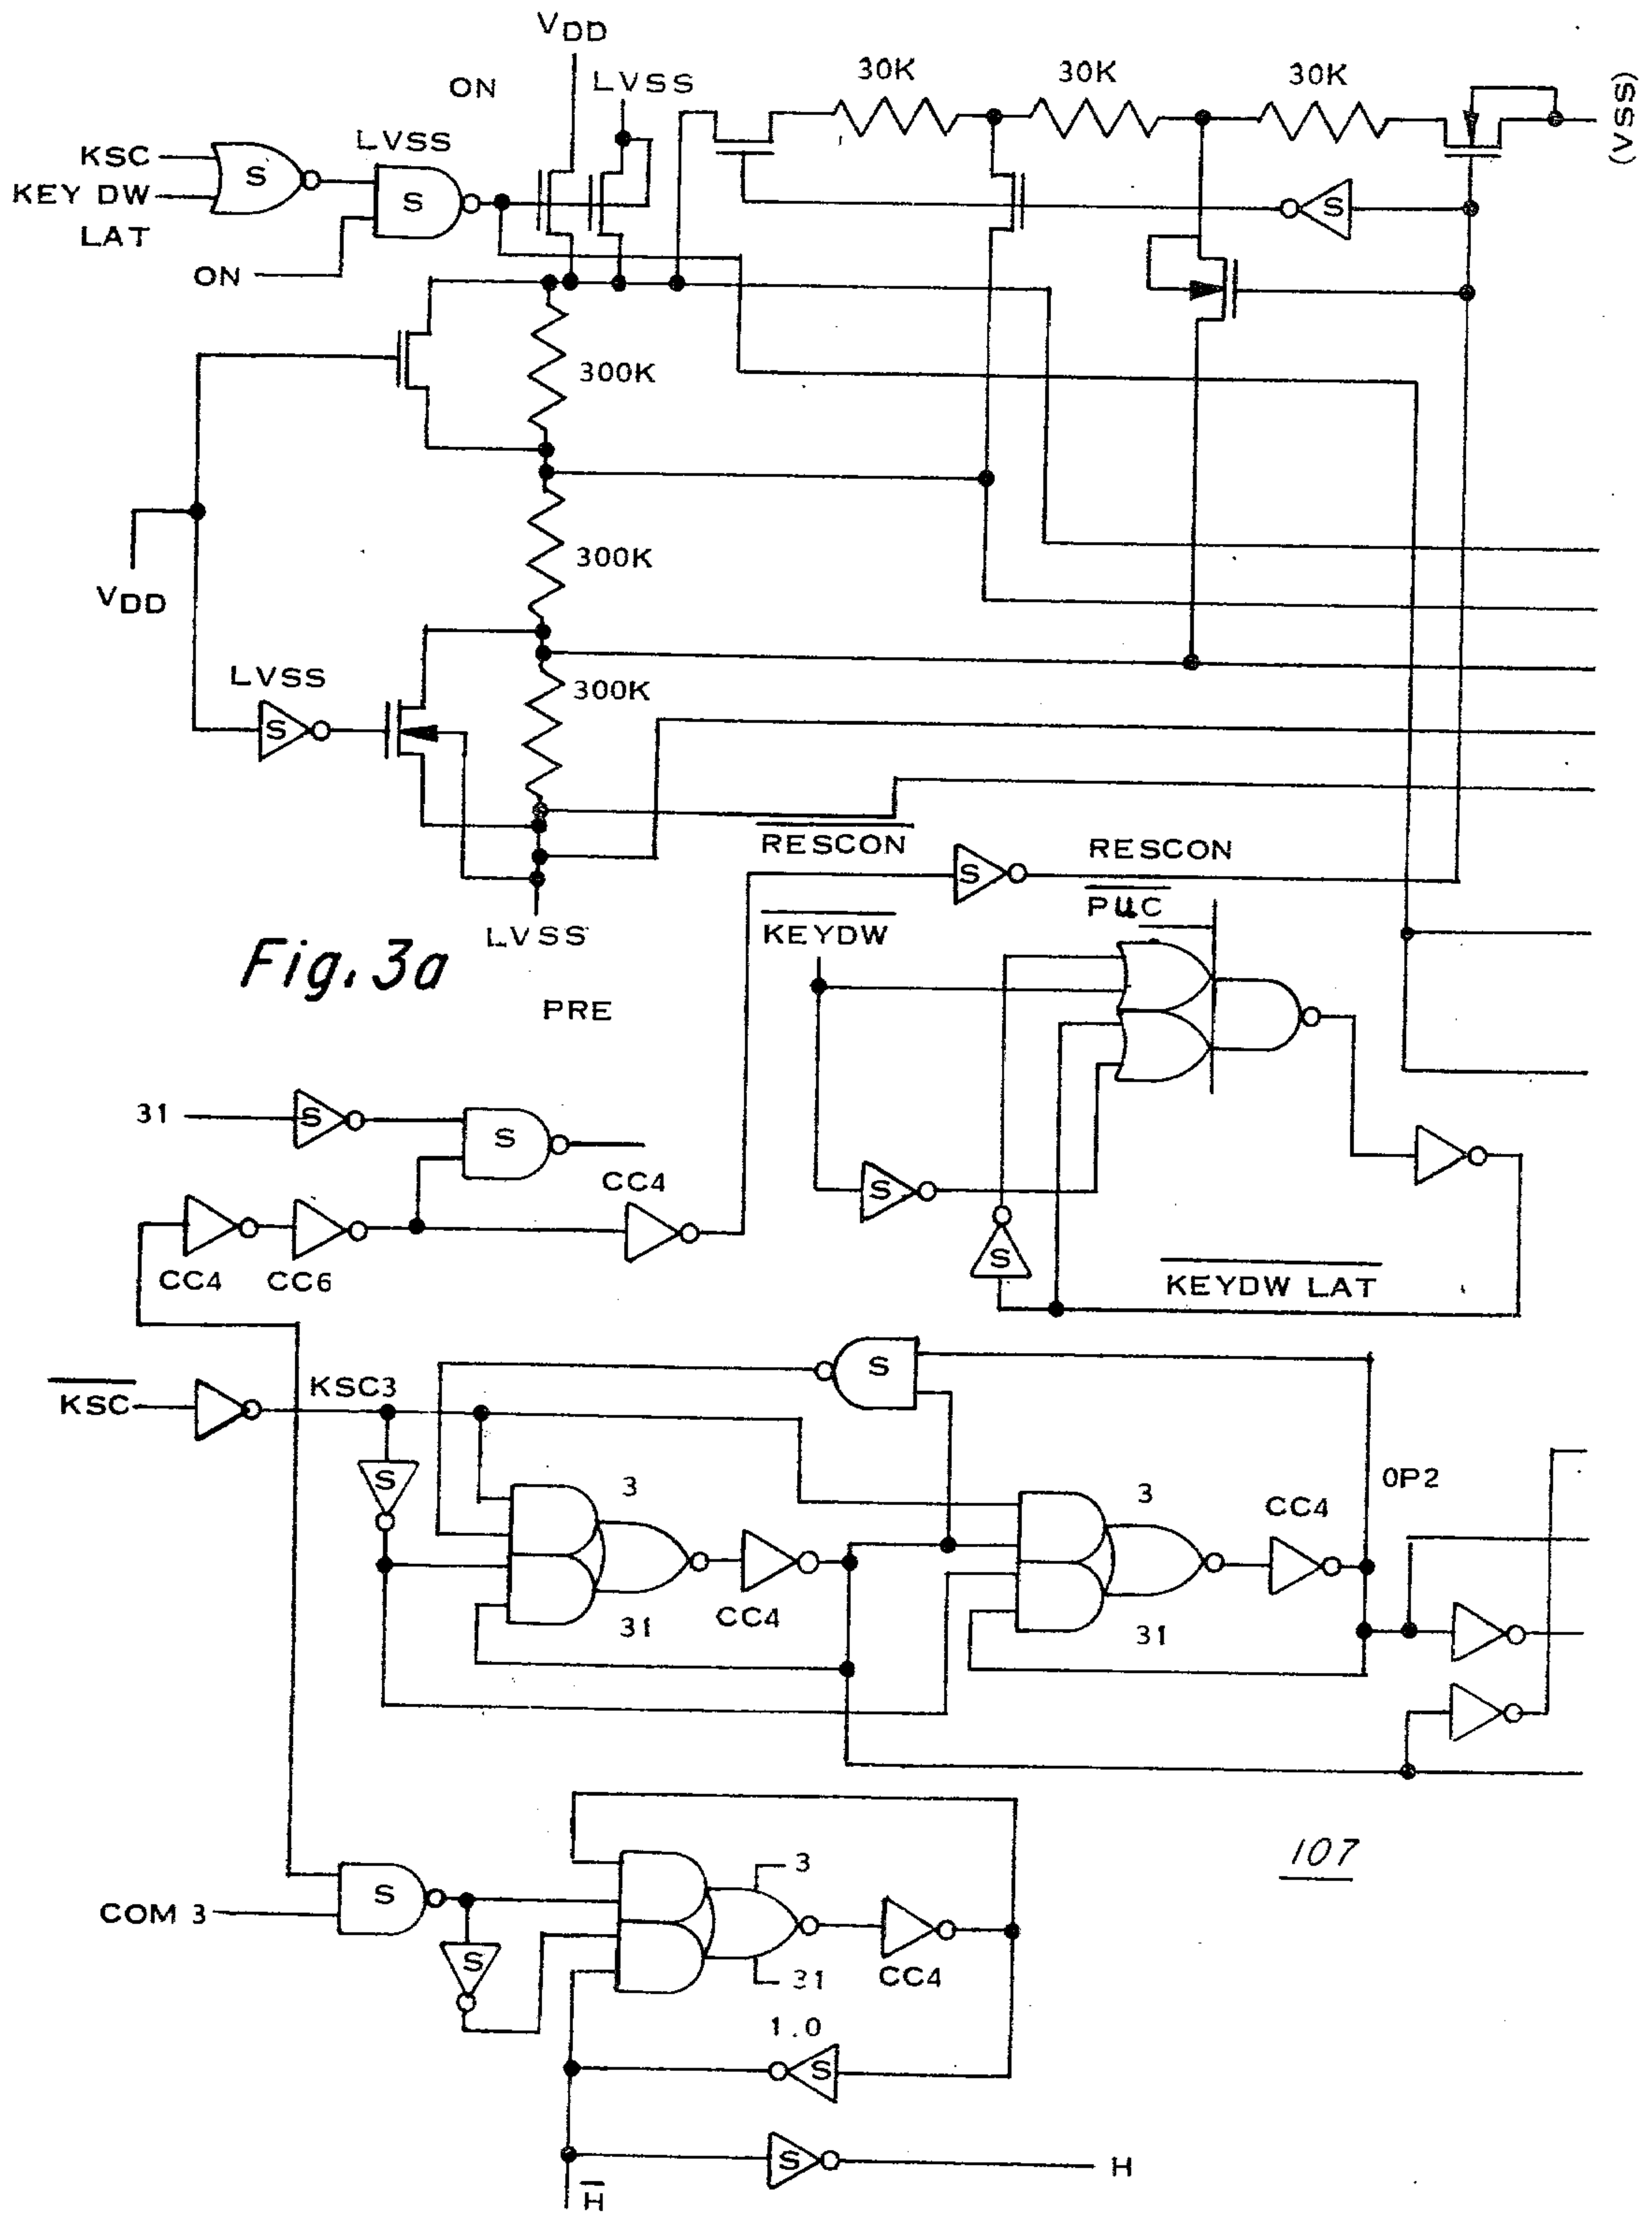 VDD
ON
LVSS
30K
30K
30K
(VSS)
KSC
KEY DW
LAT
S
LVSS
S
ON
S
300K
300K
VDD
LVSS
S
300K
RESCON
S
RESCON
LVSS
KEYDW
PUC
Fig. 3a
PRE
31
S
S
CC4
S
CC4
CC6
S
KEYDW LAT
S
KSC
KSC3
S
3
3
OP2
CC4
CC4
31
31
107
3
S
COM 3
S
CC4
31
1.0
S
S
H
H